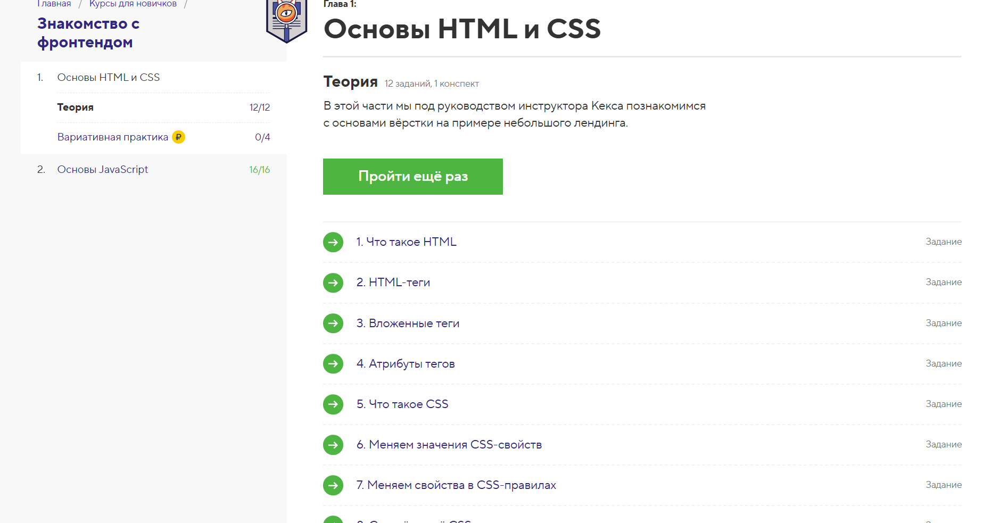 Главная / Курсы для новичков /
Знакомство с
фронтендом
1. Основы HTML и CSS
Теория 12/12
Вариативная практика ₽ 0/4
2. Основы JavaScript 16/16
Глава 1:
Основы HTML и CSS
Теория 12 заданий, 1 конспект
В этой части мы под руководством инструктора Кекса познакомимся
с основами вёрстки на примере небольшого лендинга.
Пройти ещё раз
1. Что такое HTML Задание
2. HTML-теги Задание
3. Вложенные теги Задание
4. Атрибуты тегов Задание
5. Что такое CSS Задание
6. Меняем значения CSS-свойств Задание
7. Меняем свойства в CSS-правилах Задание